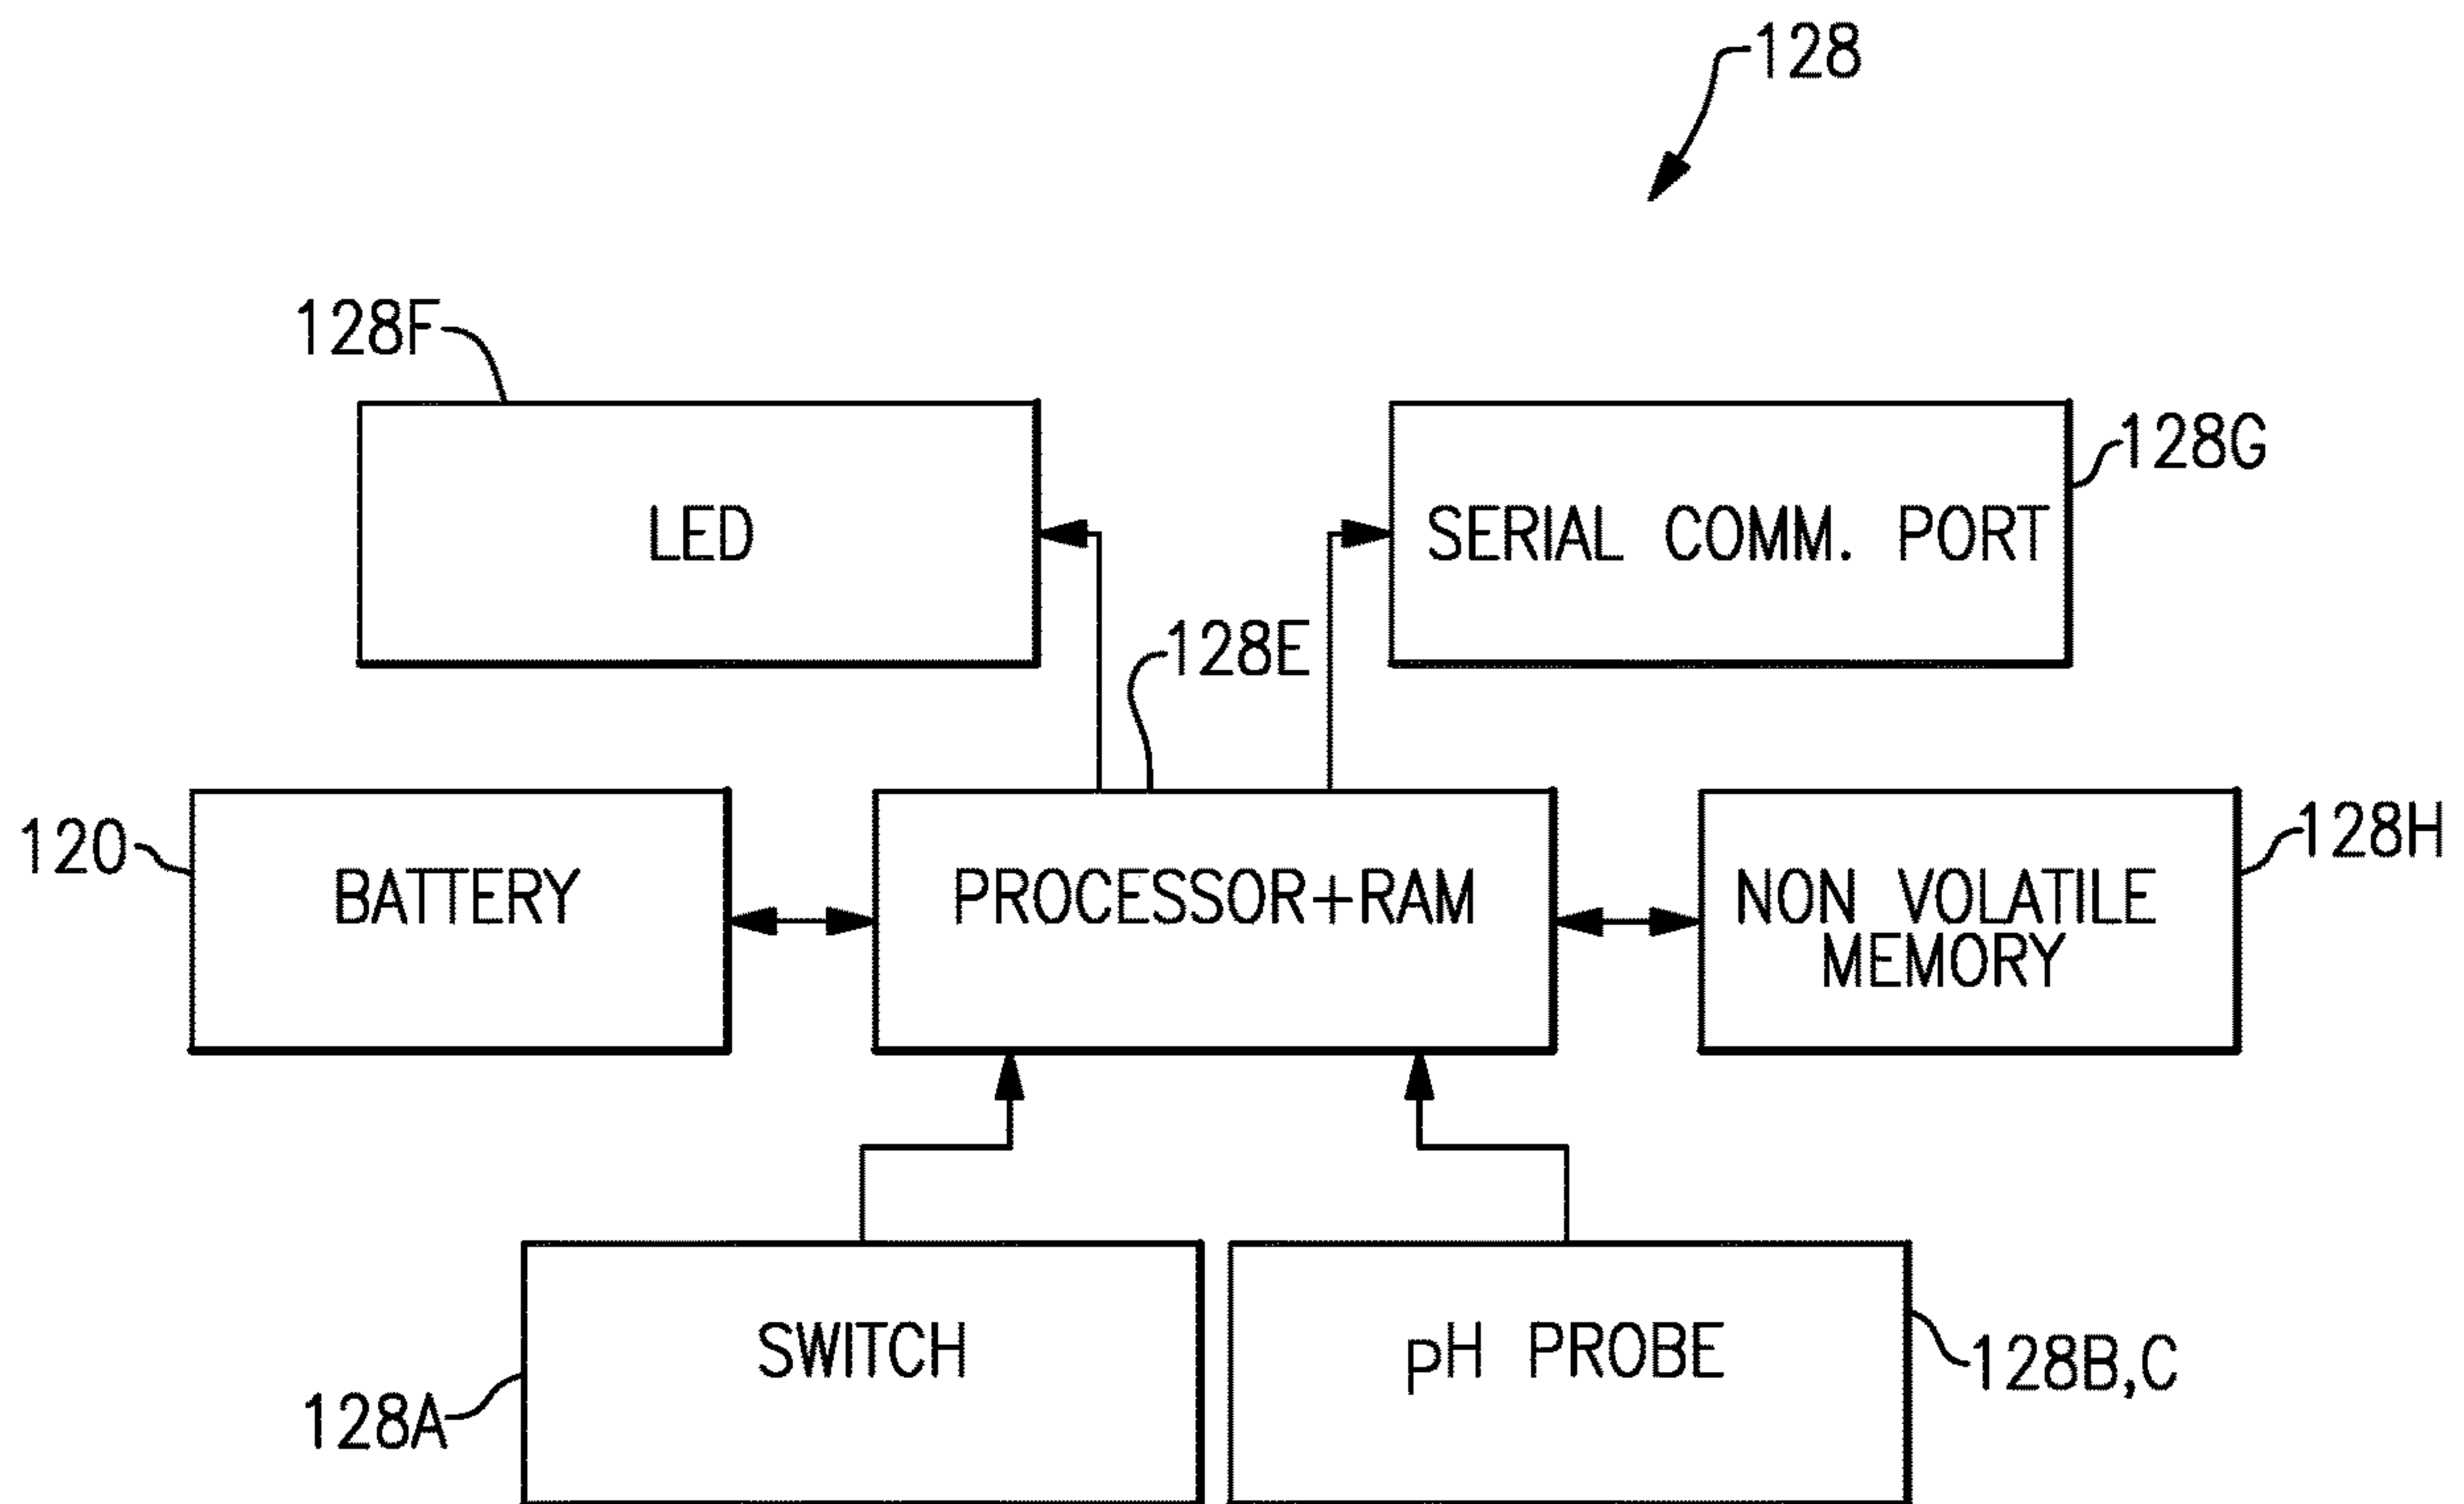 128
128F
LED
SERIAL COMM. PORT
128G
128E
120
BATTERY
PROCESSOR+RAM
NON VOLATILE
MEMORY
128H
SWITCH
128A
pH PROBE
128B,C